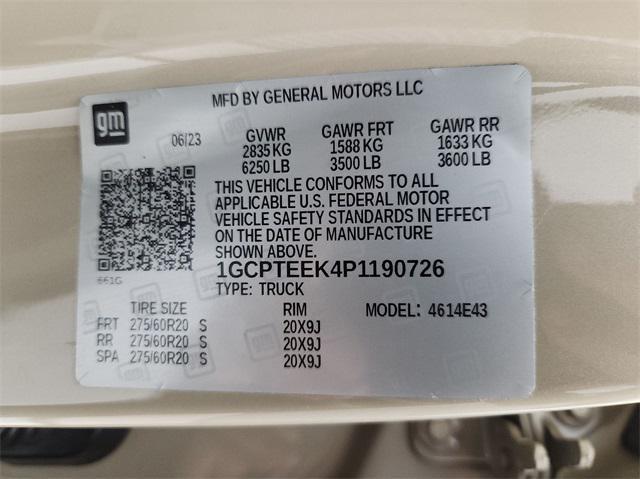 MFD BY GENERAL MOTORS LLC
gm
06/23
GVWR GAWR FRT GAWR RR
2835 KG 1588 KG 1633 KG
6250 LB 3500 LB 3600 LB
THIS VEHICLE CONFORMS TO ALL
APPLICABLE U.S. FEDERAL MOTOR
VEHICLE SAFETY STANDARDS IN EFFECT
ON THE DATE OF MANUFACTURE
SHOWN ABOVE.
661G
1GCPTEEK4P1190726
TYPE: TRUCK
TIRE SIZE RIM MODEL: 4614E43
FRT 275/60R20 S 20X9J
RR 275/60R20 S 20X9J
SPA 275/60R20 S 20X9J